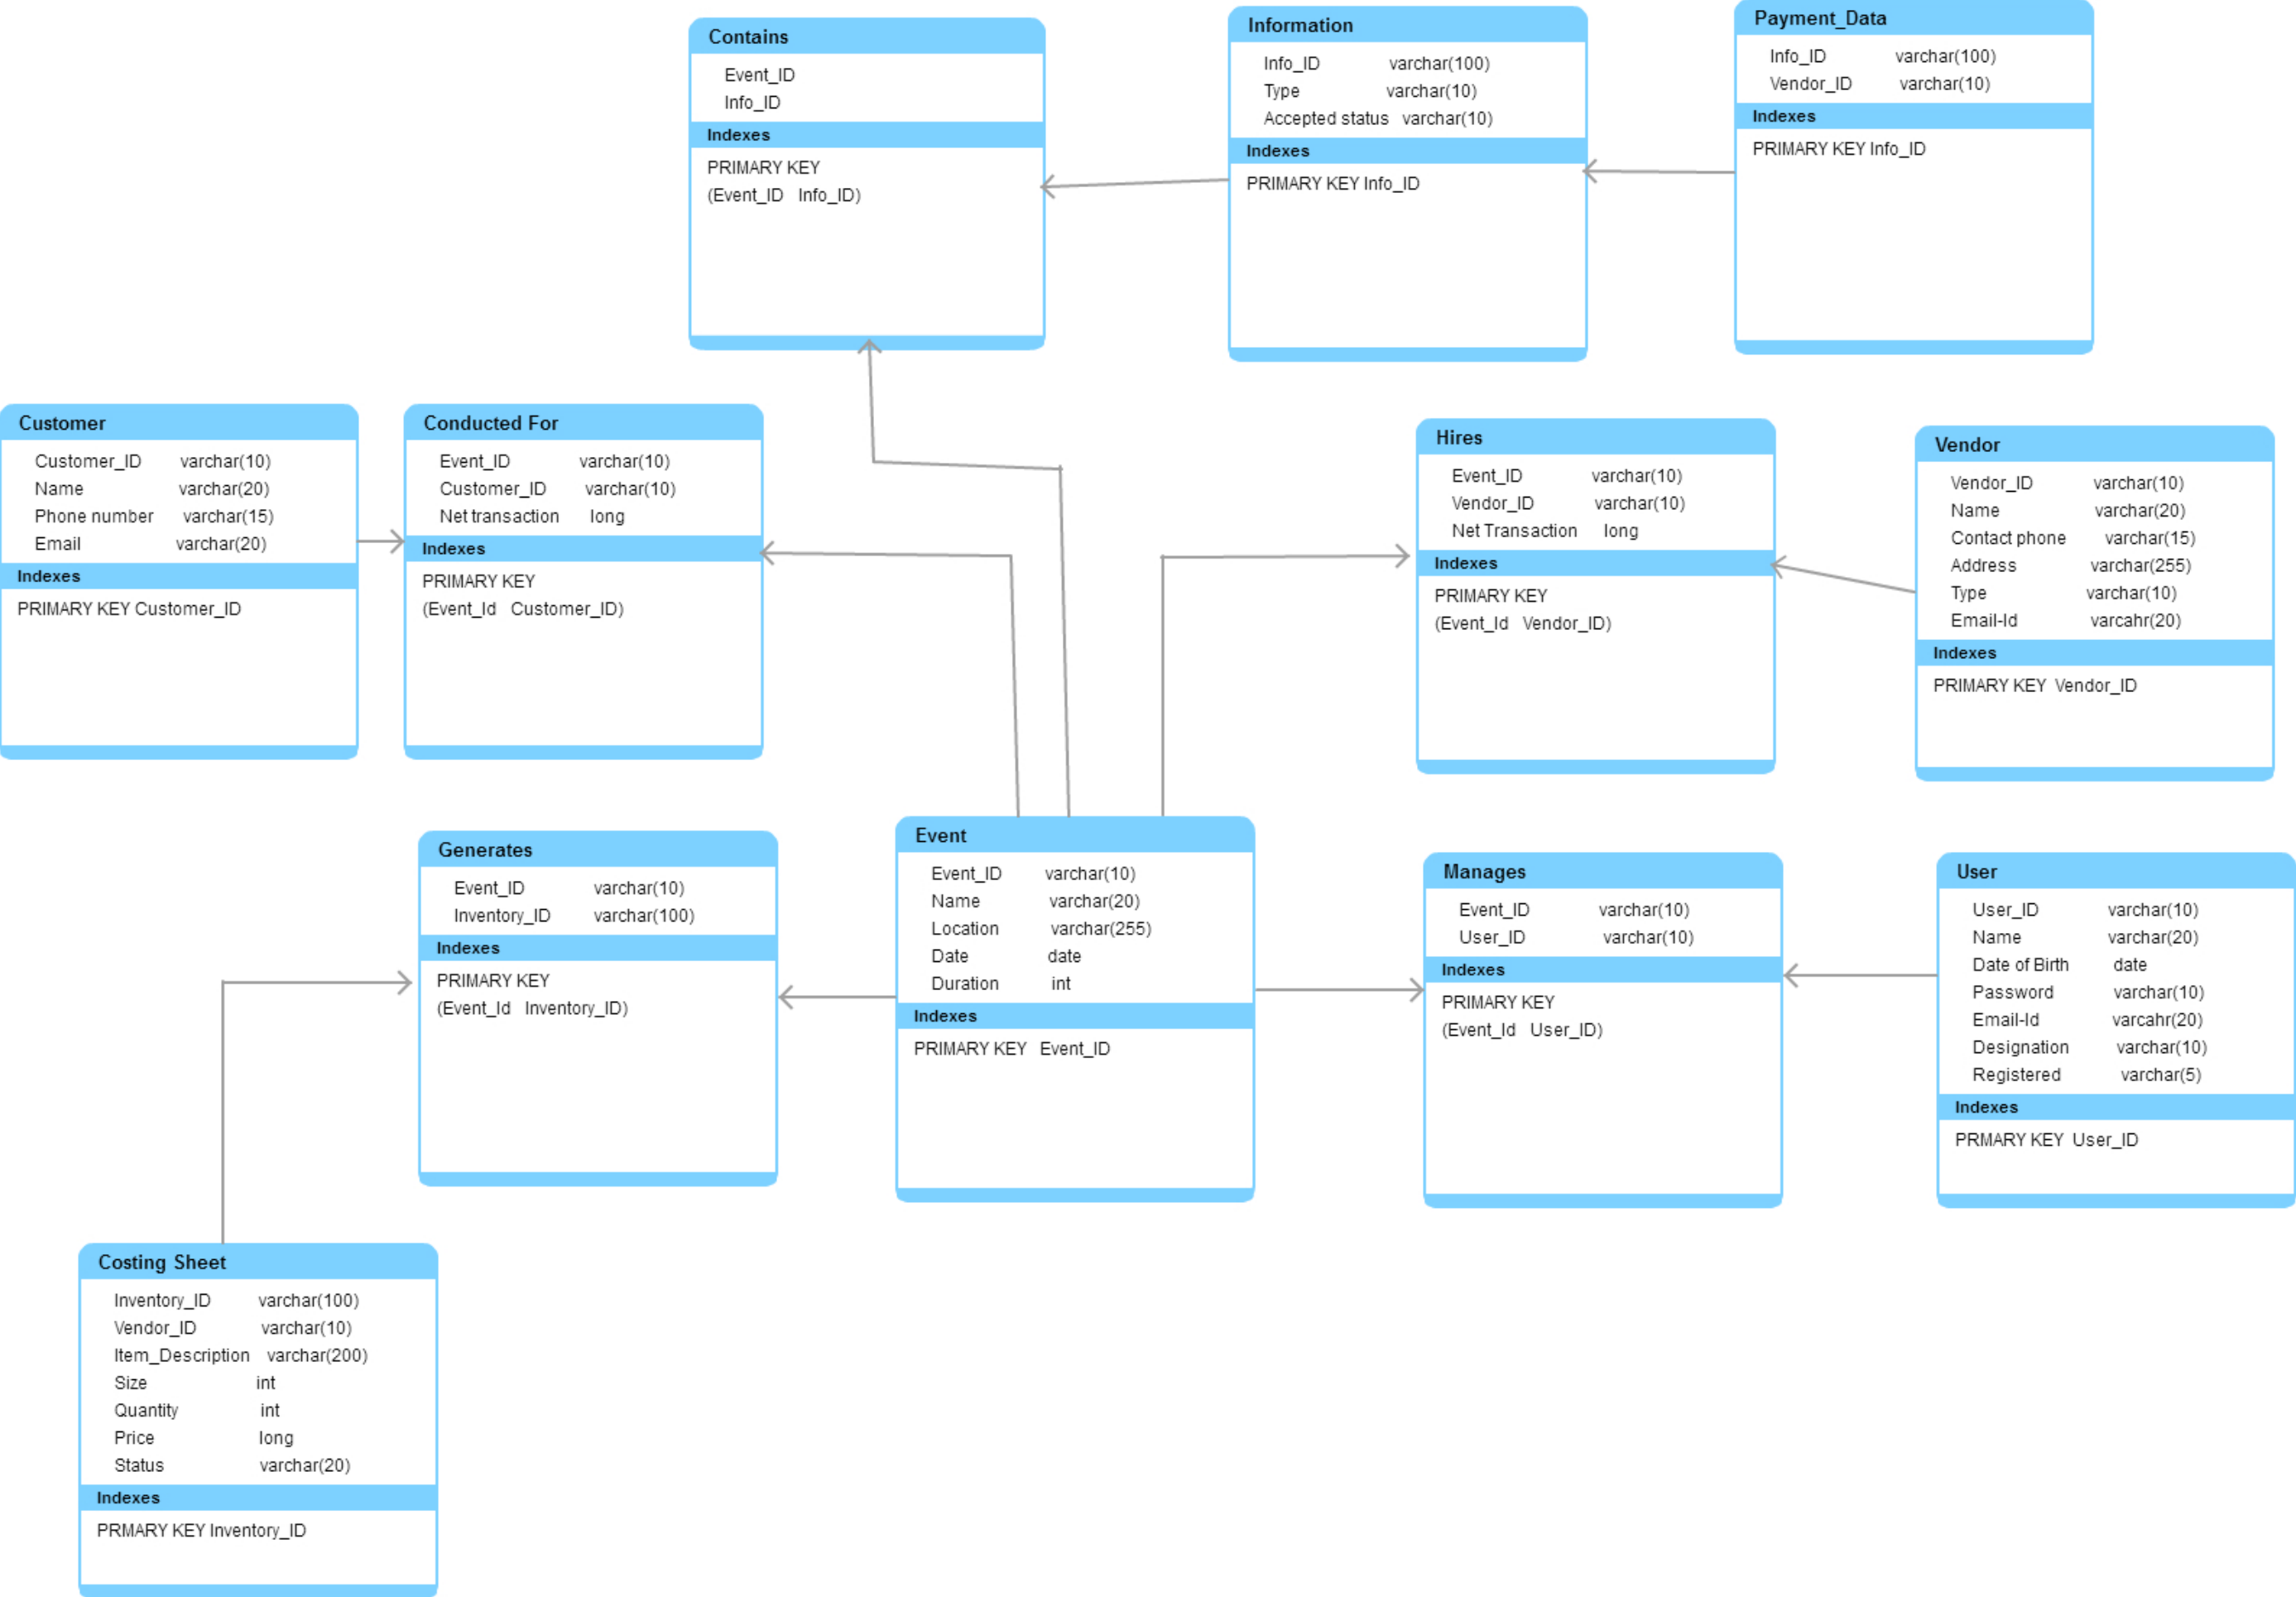 Contains
Event_ID
Info_ID
Indexes
PRIMARY KEY
(Event_ID Info_ID)
Information
Info_ID varchar(100)
Type varchar(10)
Accepted status varchar(10)
Indexes
PRIMARY KEY Info_ID
Payment_Data
Info_ID varchar(100)
Vendor_ID varchar(10)
Indexes
PRIMARY KEY Info_ID
Customer
Customer_ID varchar(10)
Name varchar(20)
Phone number varchar(15)
Email varchar(20)
Indexes
PRIMARY KEY Customer_ID
Conducted For
Event_ID varchar(10)
Customer_ID varchar(10)
Net transaction long
Indexes
PRIMARY KEY
(Event_Id Customer_ID)
Hires
Event_ID varchar(10)
Vendor_ID varchar(10)
Net Transaction long
Indexes
PRIMARY KEY
(Event_Id Vendor_ID)
Vendor
Vendor_ID varchar(10)
Name varchar(20)
Contact phone varchar(15)
Address varchar(255)
Type varchar(10)
Email-Id varcahr(20)
Indexes
PRIMARY KEY Vendor_ID
Generates
Event_ID varchar(10)
Inventory_ID varchar(100)
Indexes
PRIMARY KEY
(Event_Id Inventory_ID)
Event
Event_ID varchar(10)
Name varchar(20)
Location varchar(255)
Date date
Duration int
Indexes
PRIMARY KEY Event_ID
Manages
Event_ID varchar(10)
User_ID varchar(10)
Indexes
PRIMARY KEY
(Event_Id User_ID)
User
User_ID varchar(10)
Name varchar(20)
Date of Birth date
Password varchar(10)
Email-Id varcahr(20)
Designation varchar(10)
Registered varchar(5)
Indexes
PRMARY KEY User_ID
Costing Sheet
Inventory_ID varchar(100)
Vendor_ID varchar(10)
Item_Description varchar(200)
Size int
Quantity int
Price long
Status varchar(20)
Indexes
PRMARY KEY Inventory_ID